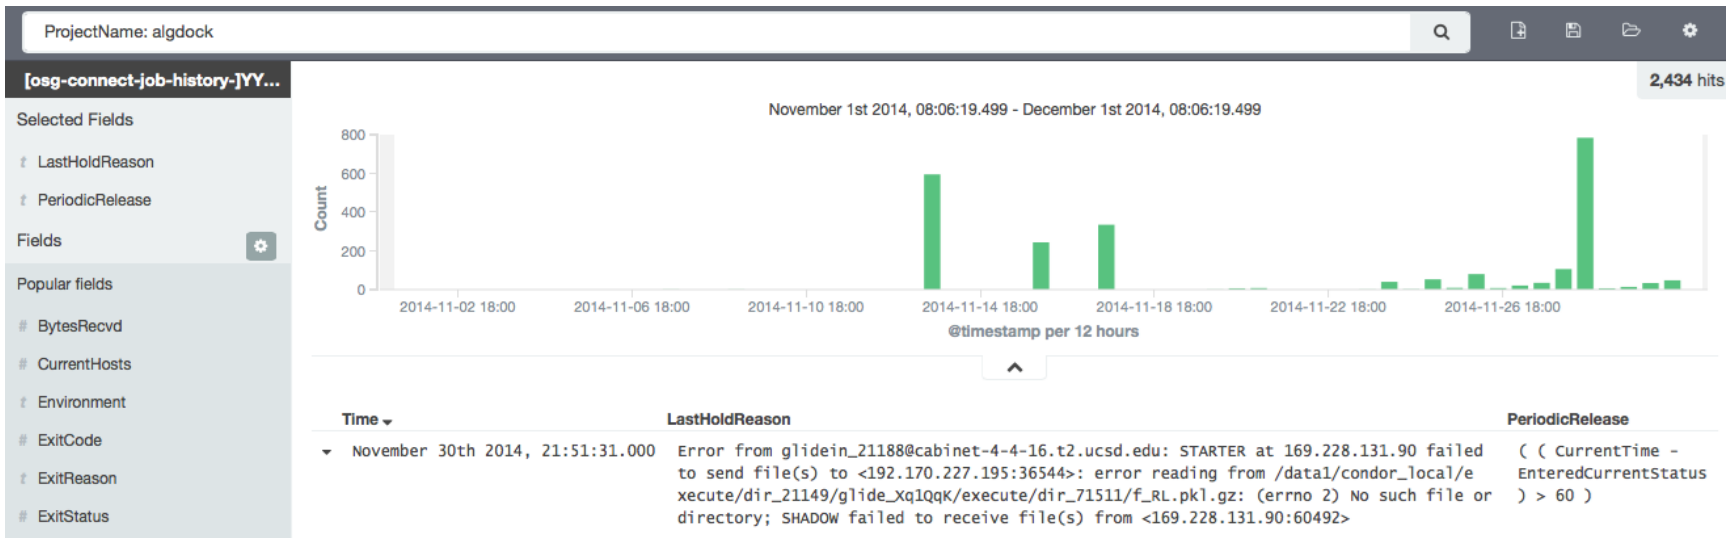 ProjectName: algdock
[osg-connect-job-history-]YY...
2,434 hits
Selected Fields
t LastHoldReason
t PeriodicRelease
Fields
Popular fields
# BytesRecvd
# CurrentHosts
t Environment
# ExitCode
t ExitReason
# ExitStatus
November 1st 2014, 08:06:19.499 - December 1st 2014, 08:06:19.499
Count
800
600
400
200
0
2014-11-02 18:00
2014-11-06 18:00
2014-11-10 18:00
2014-11-14 18:00
2014-11-18 18:00
2014-11-22 18:00
2014-11-26 18:00
@timestamp per 12 hours
Time
LastHoldReason
PeriodicRelease
November 30th 2014, 21:51:31.000
Error from glidein_21188@cabinet-4-4-16.t2.ucsd.edu: STARTER at 169.228.131.90 failed
to send file(s) to <192.170.227.195:36544>: error reading from /data1/condor_local/e
xecute/dir_21149/glide_Xq1QqK/execute/dir_71511/f_RL.pkl.gz: (errno 2) No such file or
directory; SHADOW failed to receive file(s) from <169.228.131.90:60492>
( ( CurrentTime -
EnteredCurrentStatus
) > 60 )